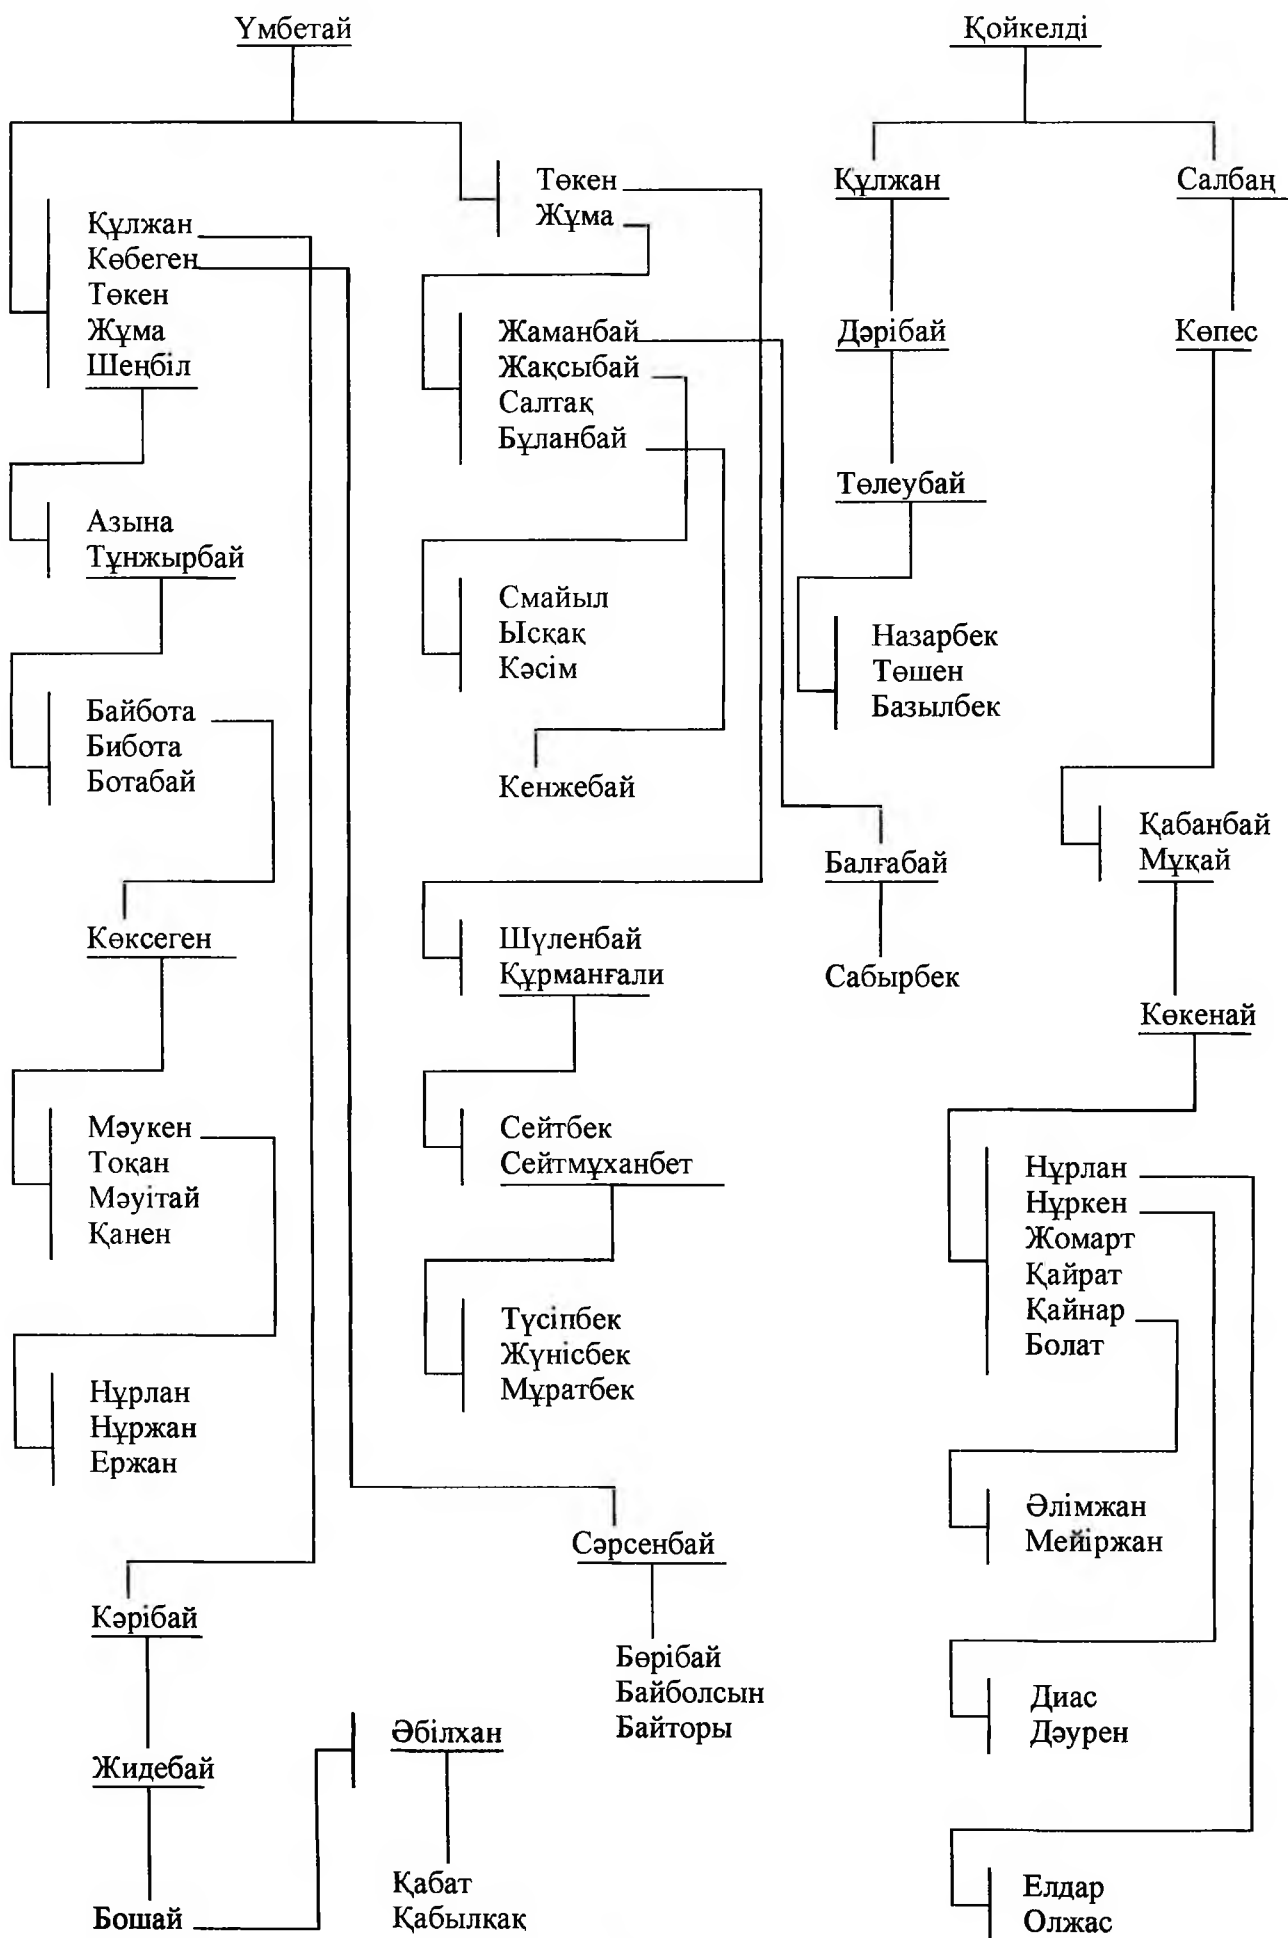 Үмбетай
Қойкелді
Құлжан
Көбеген
Төкен
Жұма
Шеңбіл
Төкен
Жұма
Құлжан
Салбаң
Жаманбай
Жақсыбай
Салтақ
Бұланбай
Дәрібай
Көпес
Азына
Тұнжырбай
Төлеубай
Смайыл
Ысқақ
Кәсім
Назарбек
Төшен
Базылбек
Байбота
Бибота
Ботабай
Кенжебай
Балғабай
Қабанбай
Мұқай
Көксеген
Шүленбай
Құрманғали
Сабырбек
Көкенай
Мәукен
Тоқан
Мәуітай
Қанен
Сейтбек
Сейтмұханбет
Нұрлан
Нұркен
Жомарт
Қайрат
Қайнар
Болат
Түсіпбек
Жүнісбек
Мұратбек
Нұрлан
Нұржан
Ержан
Сәрсенбай
Әлімжан
Мейіржан
Кәрібай
Бөрібай
Байболсын
Байторы
Диас
Дәурен
Жидебай
Әбілхан
Бошай
Қабат
Қабылкақ
Елдар
Олжас